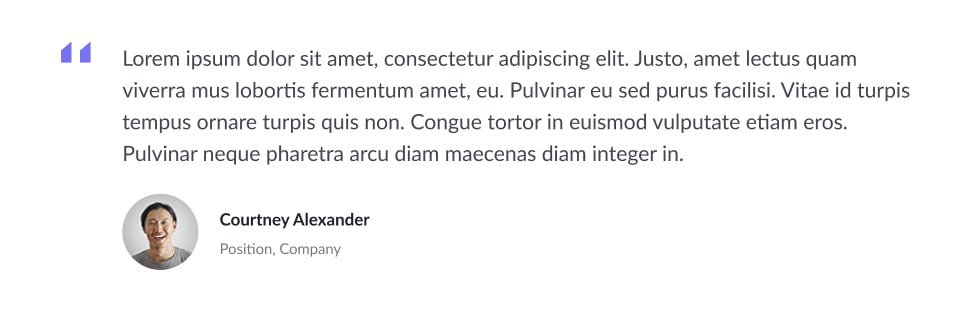 Lorem ipsum dolor sit amet, consectetur adipiscing elit. Justo, amet lectus quam
viverra mus lobortis fermentum amet, eu. Pulvinar eu sed purus facilisi. Vitae id turpis
tempus ornare turpis quis non. Congue tortor in euismod vulputate etiam eros.
Pulvinar neque pharetra arcu diam maecenas diam integer in.
Courtney Alexander
Position, Company